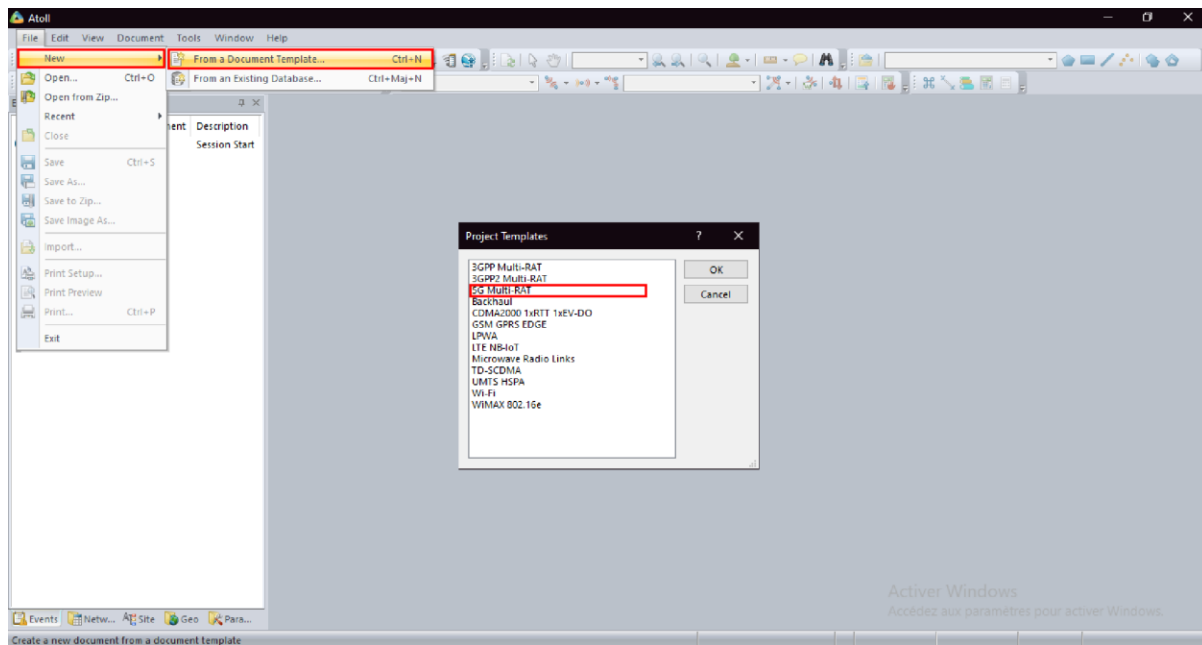 Atoll
File Edit View Document Tools Window Help
New
From a Document Template... Ctrl+N
Open... Ctrl+O
From an Existing Database... Ctrl+Maj+N
Open from Zip...
Recent
Description
Close
Session Start
Save Ctrl+S
Save As...
Save to Zip...
Save Image As...
Import...
Print Setup...
Print Preview
Print... Ctrl+P
Exit
Project Templates
3GPP Multi-RAT
3GPP2 Multi-RAT
5G Multi-RAT
Backhaul
CDMA2000 1xRTT 1xEV-DO
GSM GPRS EDGE
LPWA
LTE NB-IoT
Microwave Radio Links
TD-SCDMA
UMTS HSPA
Wi-Fi
WiMAX 802.16e
OK
Cancel
Activer Windows
Accédez aux paramètres pour activer Windows.
Events Netw... Site Geo Para...
Create a new document from a document template